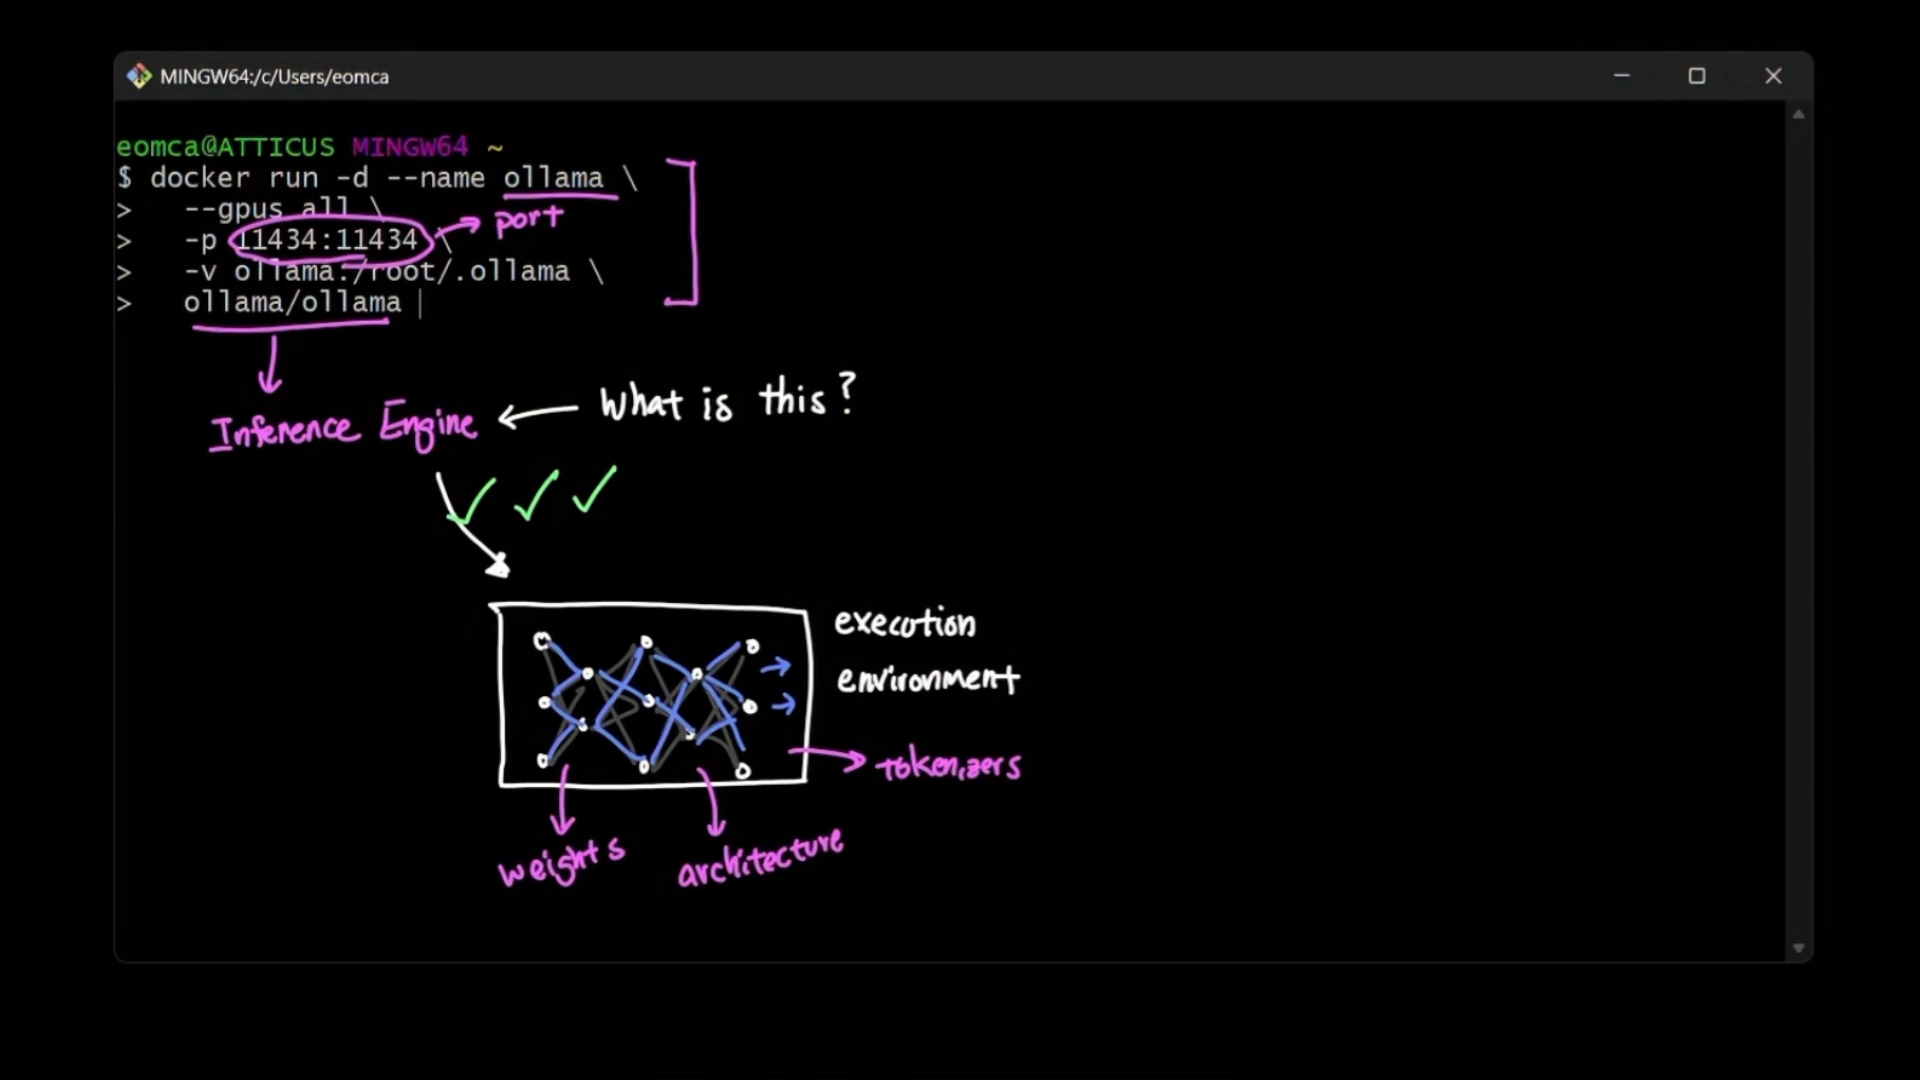 MINGW64:/c/Users/eomca
eomca@ATTICUS MINGW64 ~
$ docker run -d --name ollama \
>    --gpus all \
>    -p 11434:11434 \
port
>    -v ollama:/root/.ollama \
>    ollama/ollama
Inference Engine
What is this?
execution
environment
tokenizers
weights
architecture